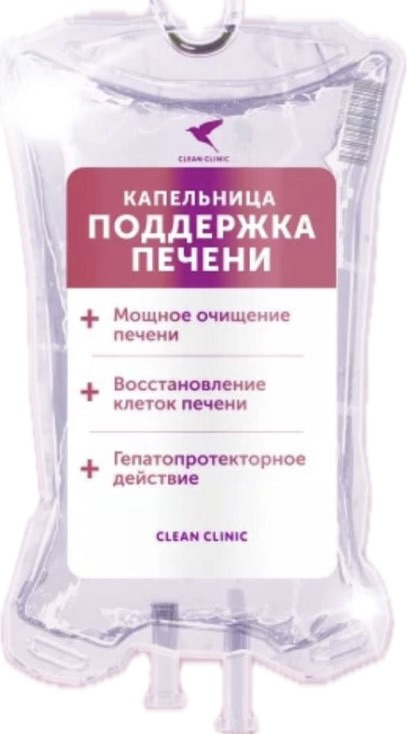 CLEAN CLINIC
КАПЕЛЬНИЦА
ПОДДЕРЖКА
ПЕЧЕНИ
+ Мощное очищение
печени
+ Восстановление
клеток печени
+ Гепатопротекторное
действие
CLEAN CLINIC